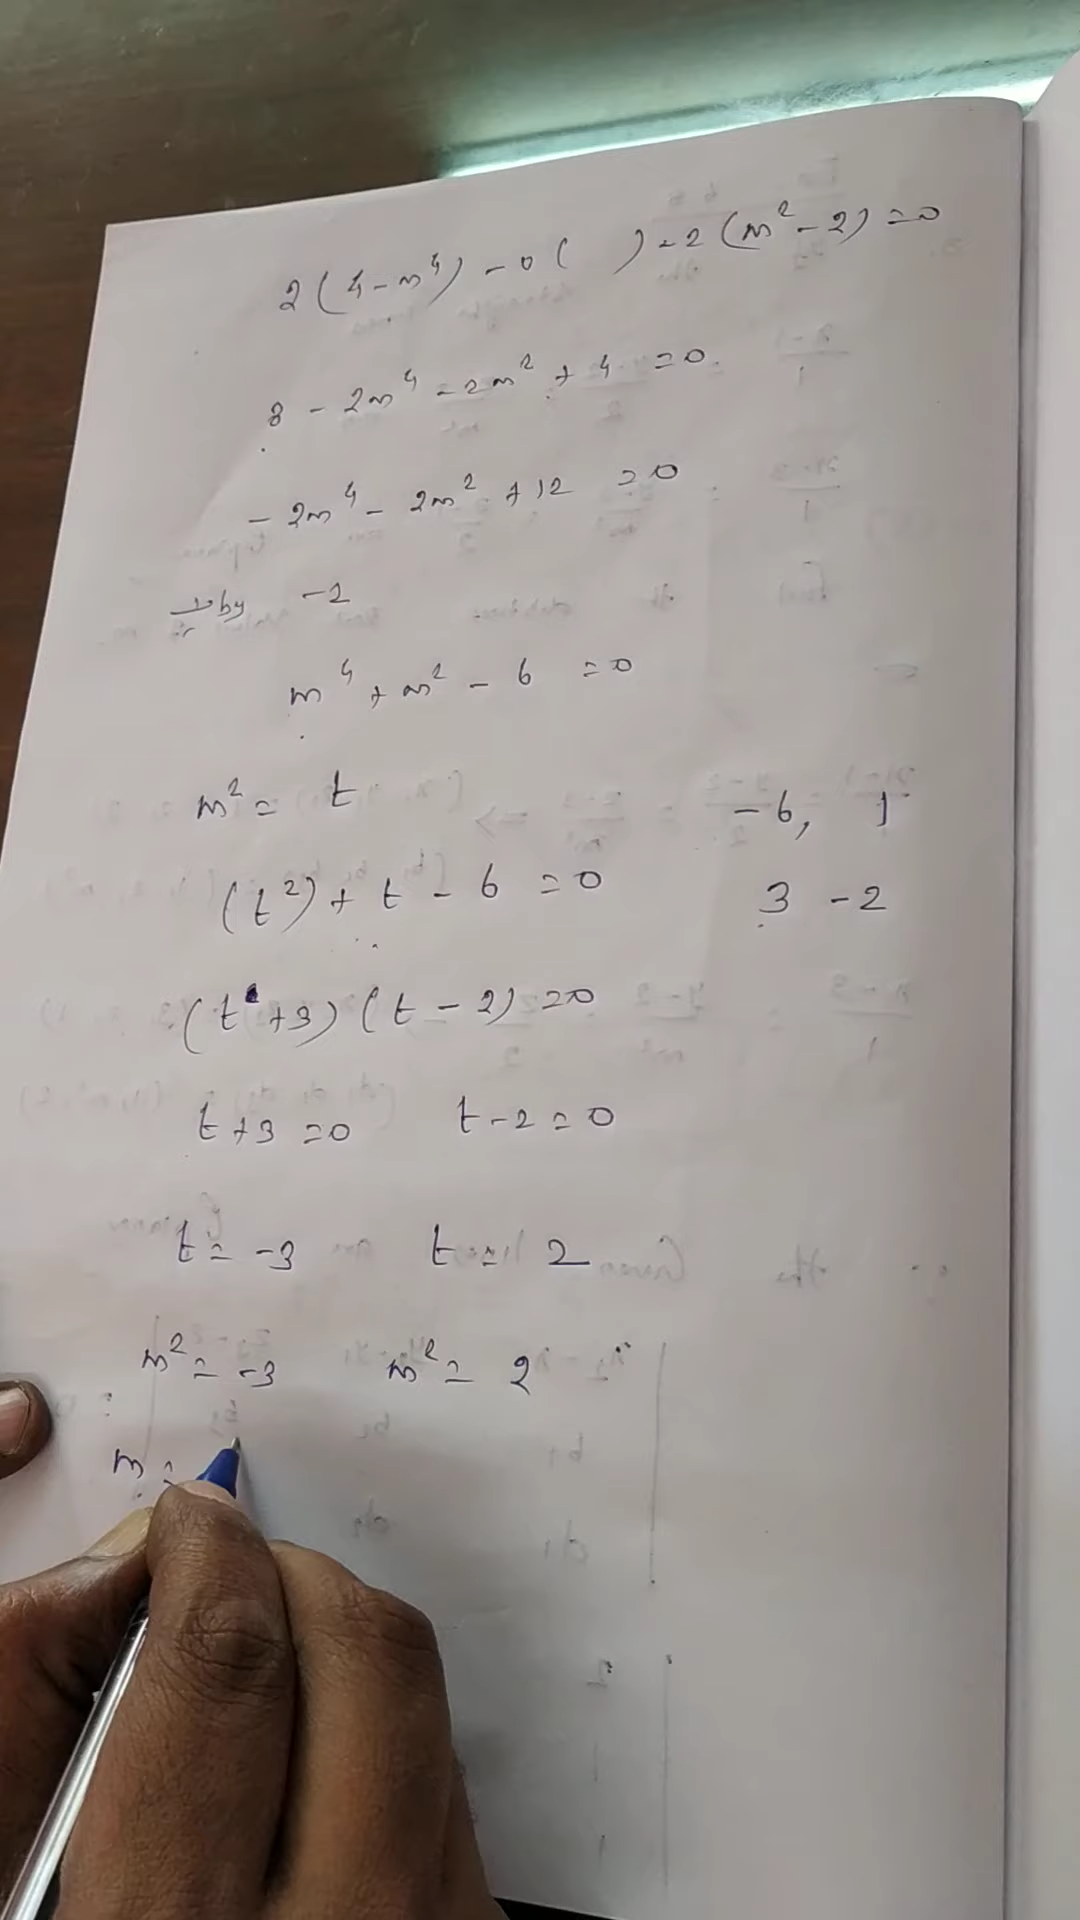 2(4-m⁴) - 0(   ) - 2(m²-2) = 0
8 - 2m⁴ - 2m² + 4 = 0
- 2m⁴ - 2m² + 12 = 0
by -2
m⁴ + m² - 6 = 0
m² = t
-6, 1
(t²) + t - 6 = 0
3 -2
(t+3)(t-2)=0
t+3=0 t-2=0
t = -3 t = 2
m² = -3 m² = 2
m =